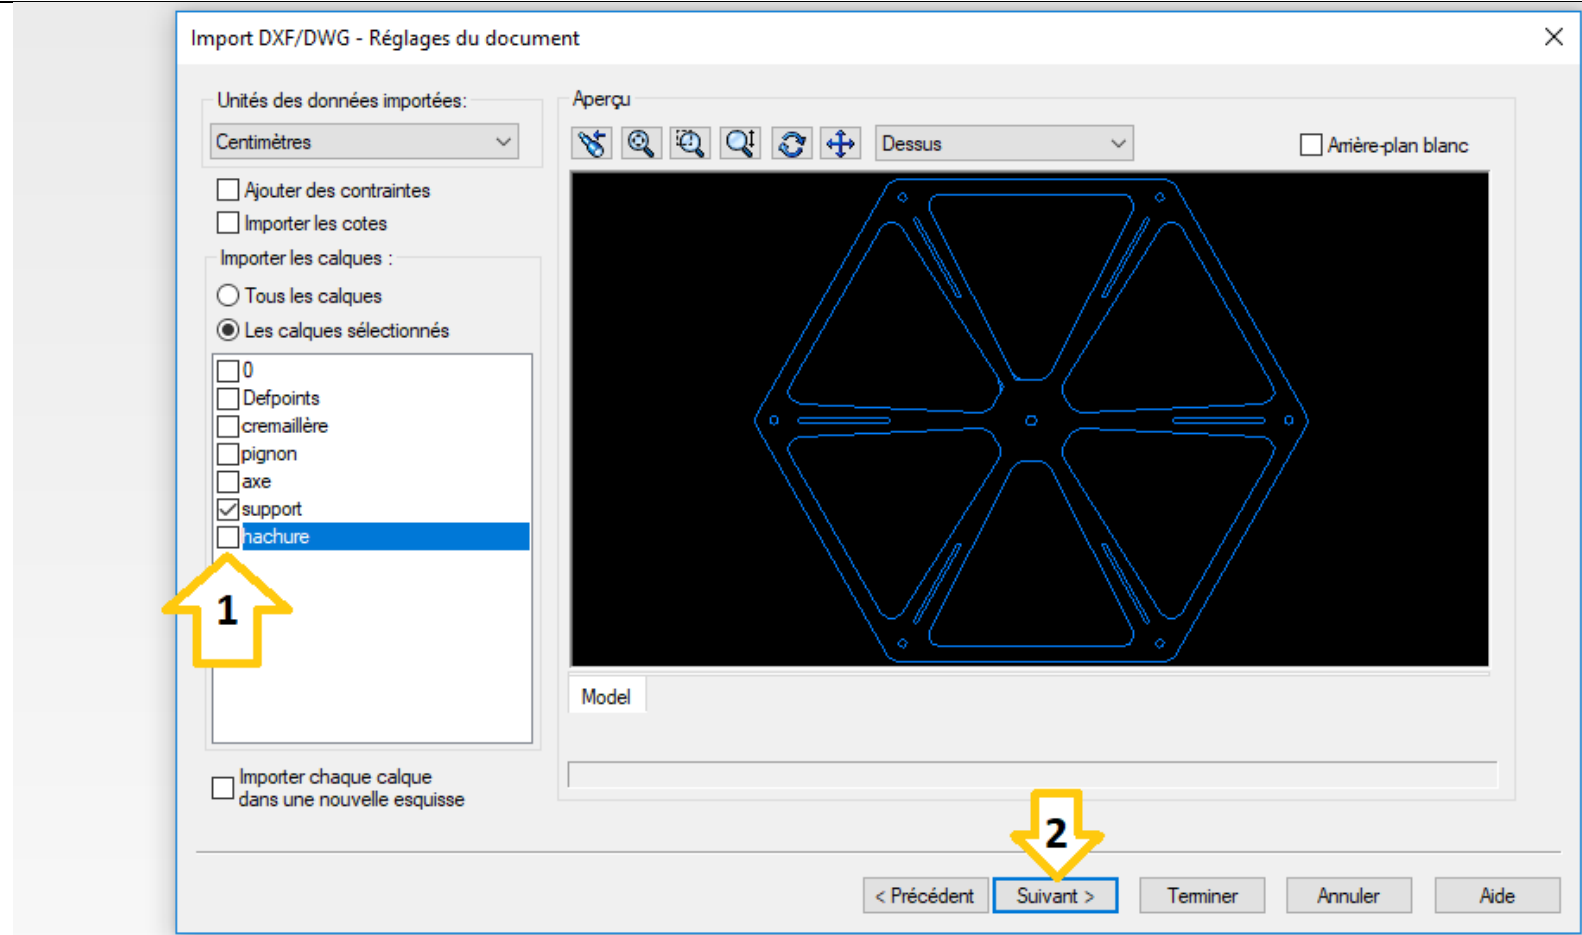 Import DXF/DWG - Réglages du document
Unités des données importées:
Centimètres
Ajouter des contraintes
Importer les cotes
Importer les calques :
Tous les calques
Les calques sélectionnés
0
Defpoints
cremaillère
pignon
axe
support
hachure
1
Importer chaque calque
dans une nouvelle esquisse
Aperçu
Dessus
Arrière-plan blanc
Model
2
< Précédent
Suivant >
Terminer
Annuler
Aide